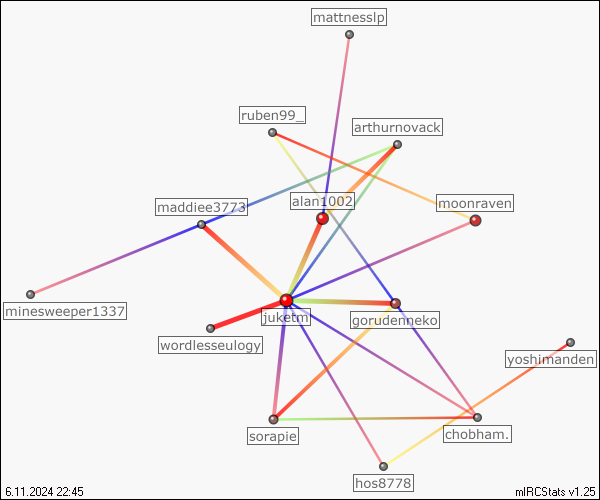 mattnesslp
ruben99_
arthurnovack
alan1002
moonraven
maddiee3773
minesweeper1337
juketm
gorudenneko
wordlesseulogy
yoshimanden
sorapie
chobham.
hos8778
6.11.2024 22:45
mIRCStats v1.25